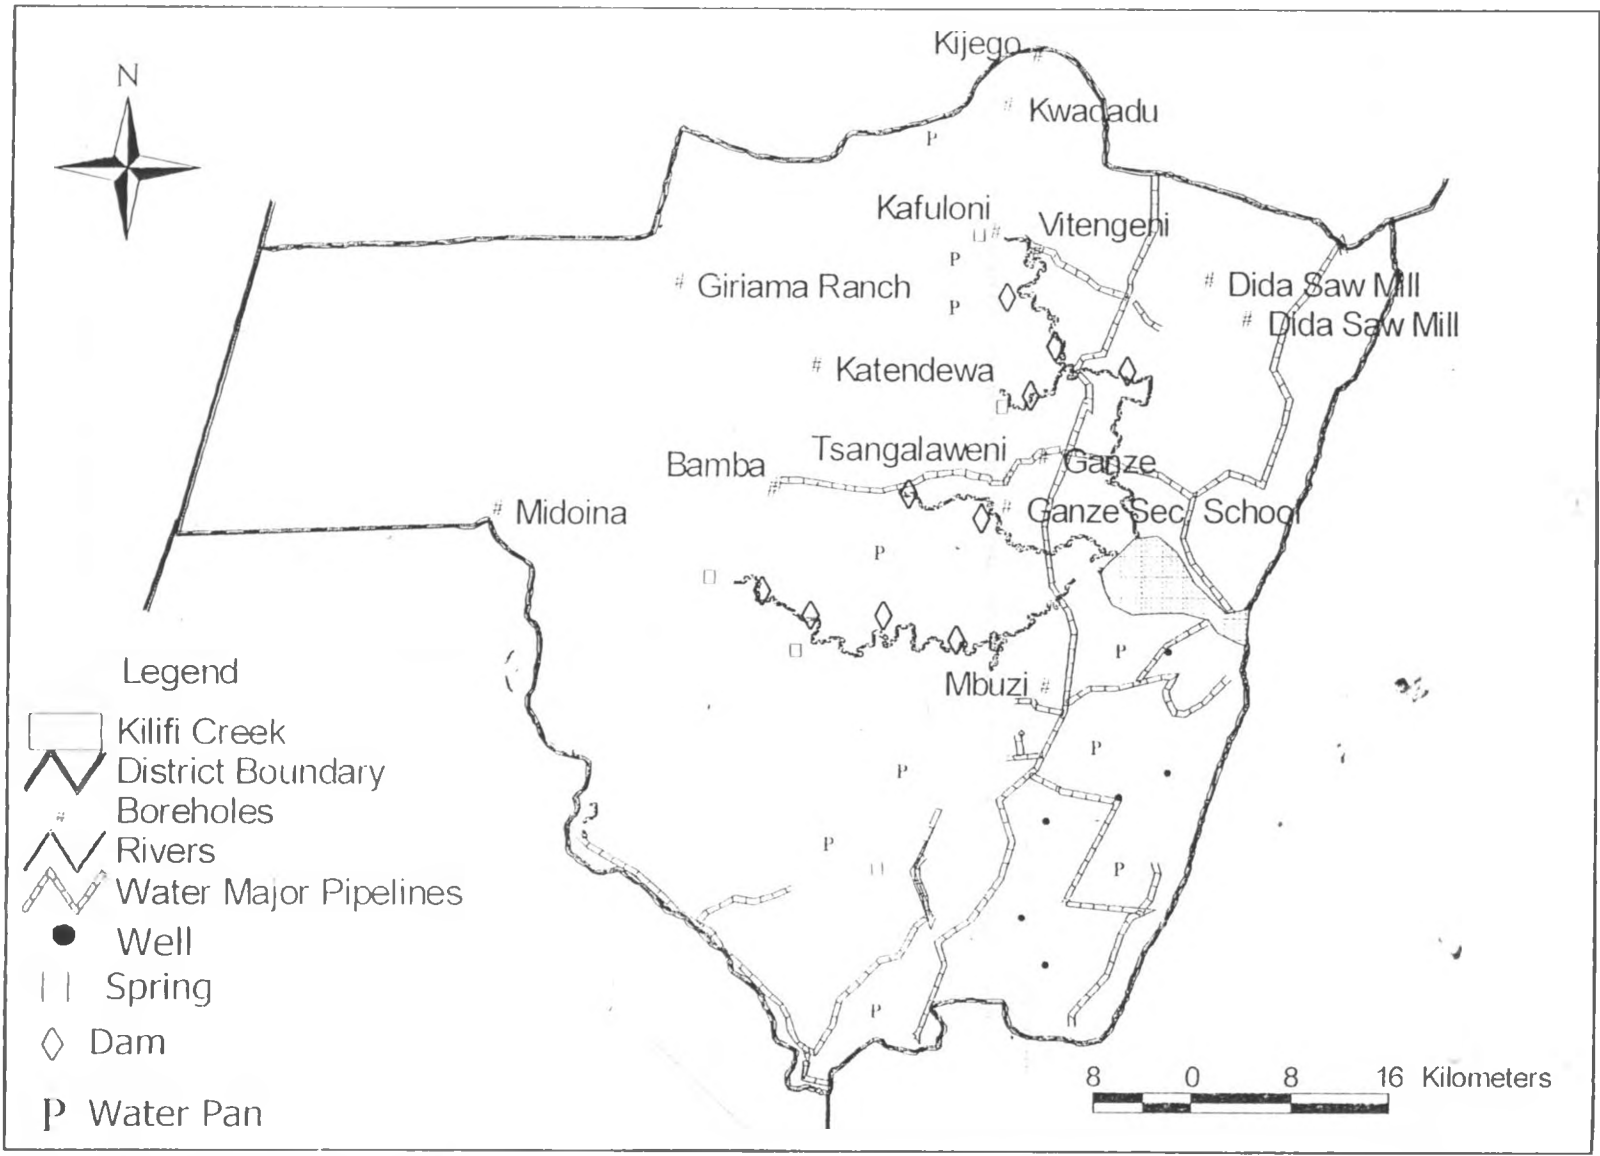 Kijego
N
Kwadadu
P
Kafuloni
Vitengeni
P
Giriama Ranch
Dida Saw Mill
P
Dida Saw Mill
Katendewa
Tsangalaweni
Bamba
Ganze
Midoina
Ganze Sec School
P
P
Legend
Mbuzi
Kilifi Creek
P
District Boundary
P
Boreholes
P
Rivers
P
Water Major Pipelines
Well
Spring
P
Dam
8 0 8 16 Kilometers
P Water Pan